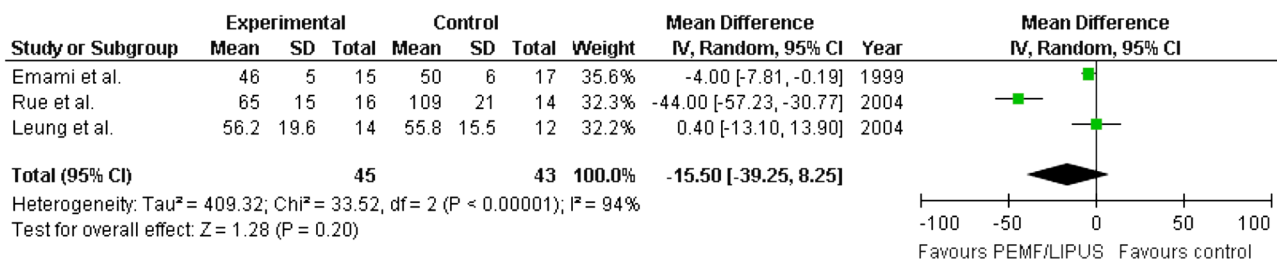 Experimental Control Mean Difference Mean Difference
Study or Subgroup Mean SD Total Mean SD Total Weight IV, Random, 95% CI Year IV, Random, 95% CI
Emami et al. 46 5 15 50 6 17 35.6% -4.00 [-7.81, -0.19] 1999
Rue et al. 65 15 16 109 21 14 32.3% -44.00 [-57.23, -30.77] 2004
Leung et al. 56.2 19.6 14 55.8 15.5 12 32.2% 0.40 [-13.10, 13.90] 2004
Total (95% CI) 45 43 100.0% -15.50 [-39.25, 8.25]
Heterogeneity: Tau² = 409.32; Chi² = 33.52, df = 2 (P < 0.00001); I² = 94%
Test for overall effect: Z = 1.28 (P = 0.20)
-100 -50 0 50 100
Favours PEMF/LIPUS Favours control